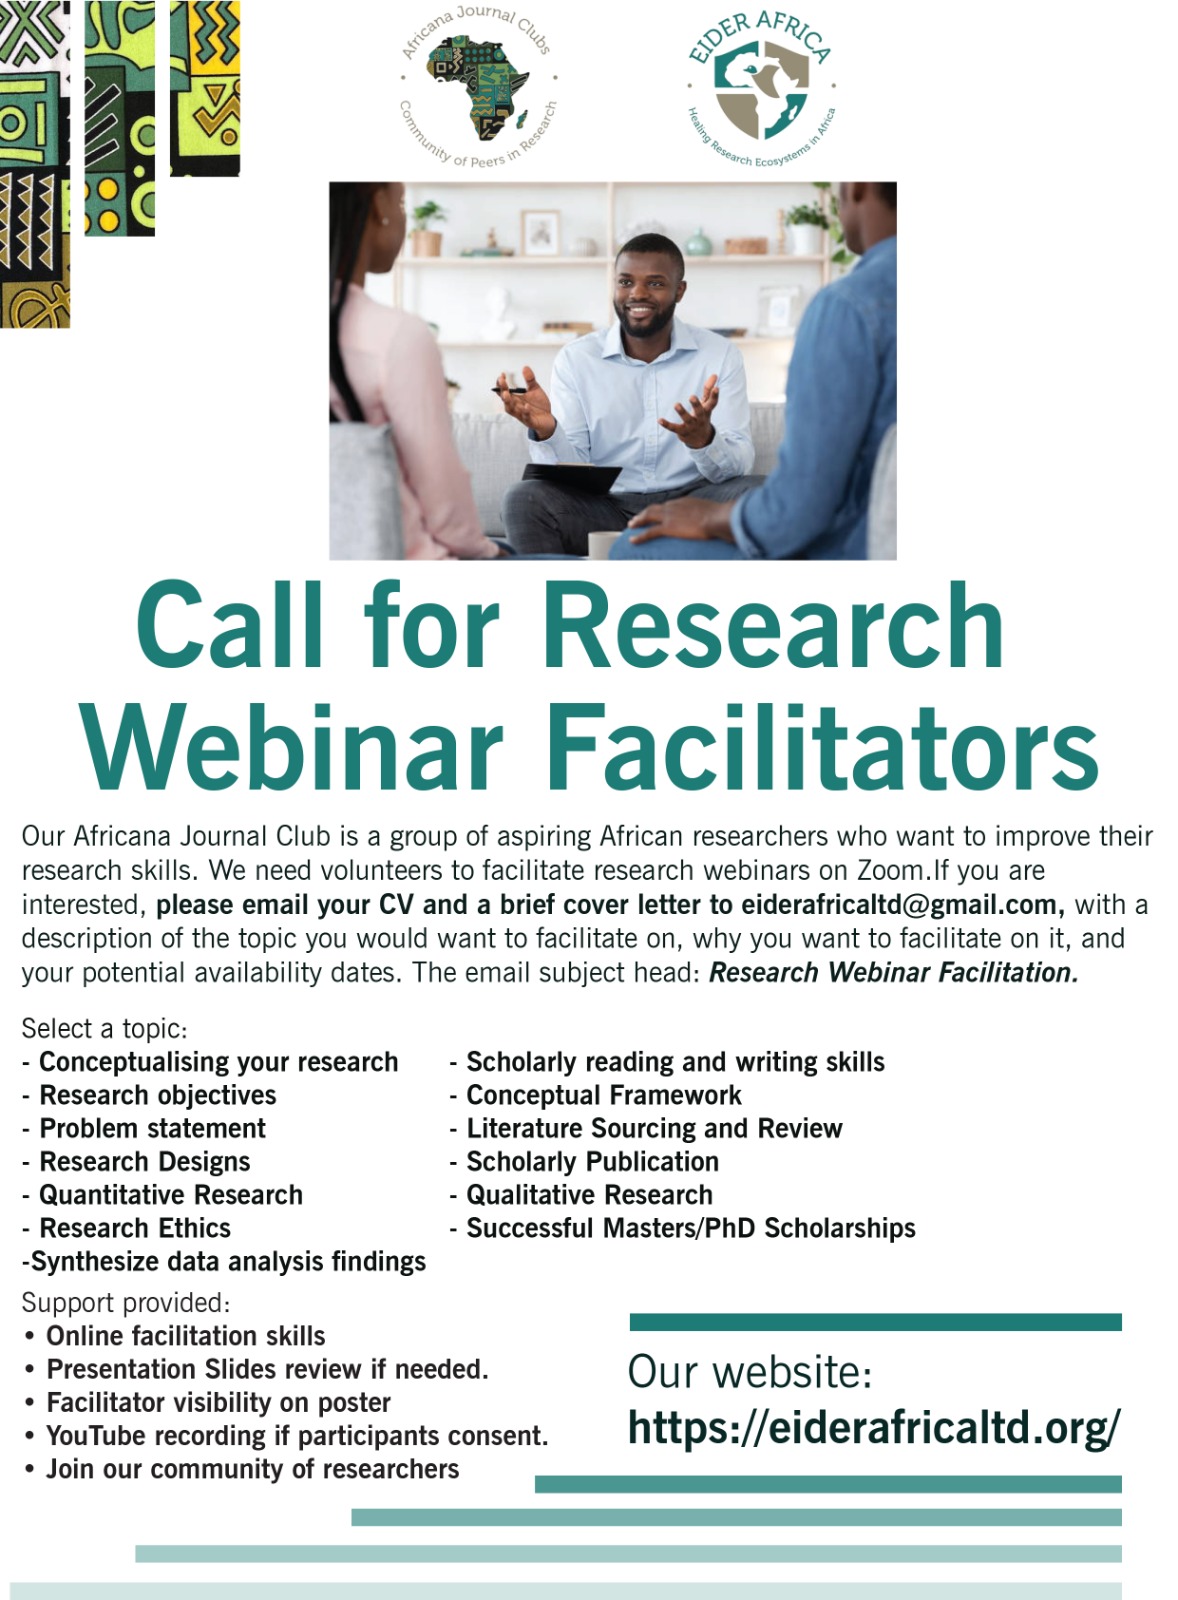 Africana Journal Clubs
Community of Peers in Research
EIDER AFRICA
Healing Research Ecosystems in Africa
Call for Research
Webinar Facilitators
Our Africana Journal Club is a group of aspiring African researchers who want to improve their
research skills. We need volunteers to facilitate research webinars on Zoom.If you are
interested, please email your CV and a brief cover letter to eiderafricaltd@gmail.com, with a
description of the topic you would want to facilitate on, why you want to facilitate on it, and
your potential availability dates. The email subject head: Research Webinar Facilitation.
Select a topic:
- Conceptualising your research
- Research objectives
- Problem statement
- Research Designs
- Quantitative Research
- Research Ethics
-Synthesize data analysis findings
- Scholarly reading and writing skills
- Conceptual Framework
- Literature Sourcing and Review
- Scholarly Publication
- Qualitative Research
- Successful Masters/PhD Scholarships
Support provided:
• Online facilitation skills
• Presentation Slides review if needed.
• Facilitator visibility on poster
• YouTube recording if participants consent.
• Join our community of researchers
Our website:
https://eiderafricaltd.org/